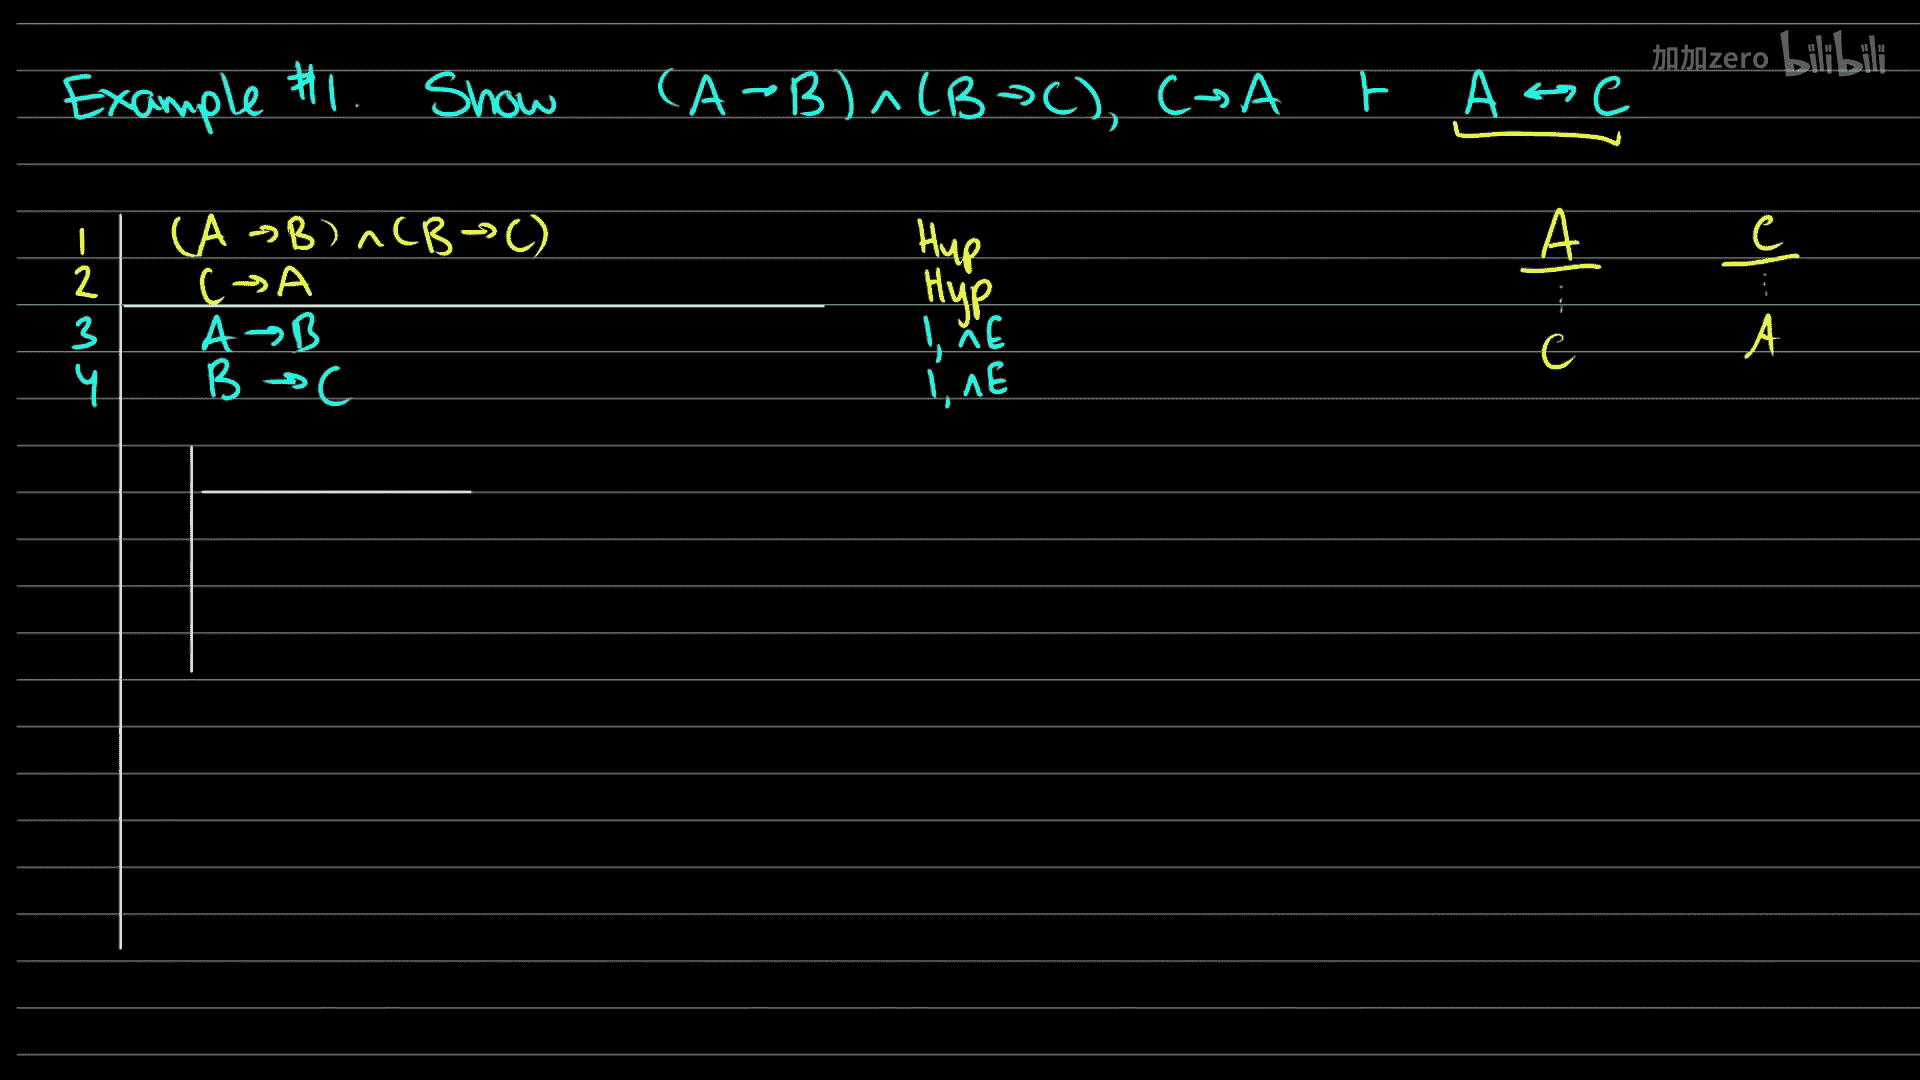 加加zero bilibili
Example #1. Show (A → B) ∧ (B → C), C → A ⊢ A ↔ C
1 (A → B) ∧ (B → C) Hyp
2 C → A Hyp
3 A → B 1, ∧E
4 B → C 1, ∧E
A C
⋮ ⋮
C A